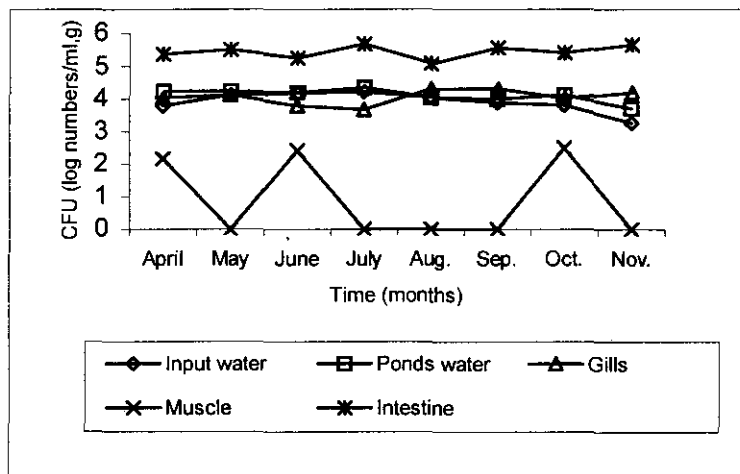 CFU (log numbers/ml,g)
6
5
4
3
2
1
0
April May June July Aug. Sep. Oct. Nov.
Time (months)
Input water Ponds water Gills
Muscle Intestine